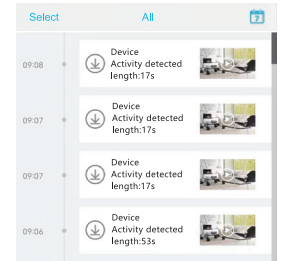 Select All 7
09:08
Device
Activity detected
length:17s
09:07
Device
Activity detected
length:17s
09:07
Device
Activity detected
length:17s
09:06
Device
Activity detected
length:53s